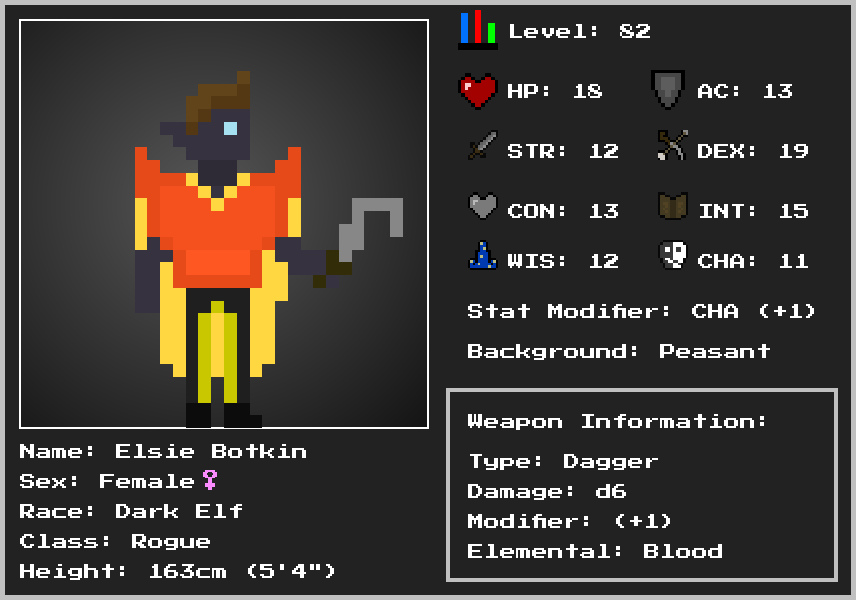 Level: 82
HP: 18 AC: 13
STR: 12 DEX: 19
CON: 13 INT: 15
WIS: 12 CHA: 11
Stat Modifier: CHA (+1)
Background: Peasant
Weapon Information:
Type: Dagger
Damage: d6
Modifier: (+1)
Elemental: Blood
Name: Elsie Botkin
Sex: Female♀
Race: Dark Elf
Class: Rogue
Height: 163cm (5'4")